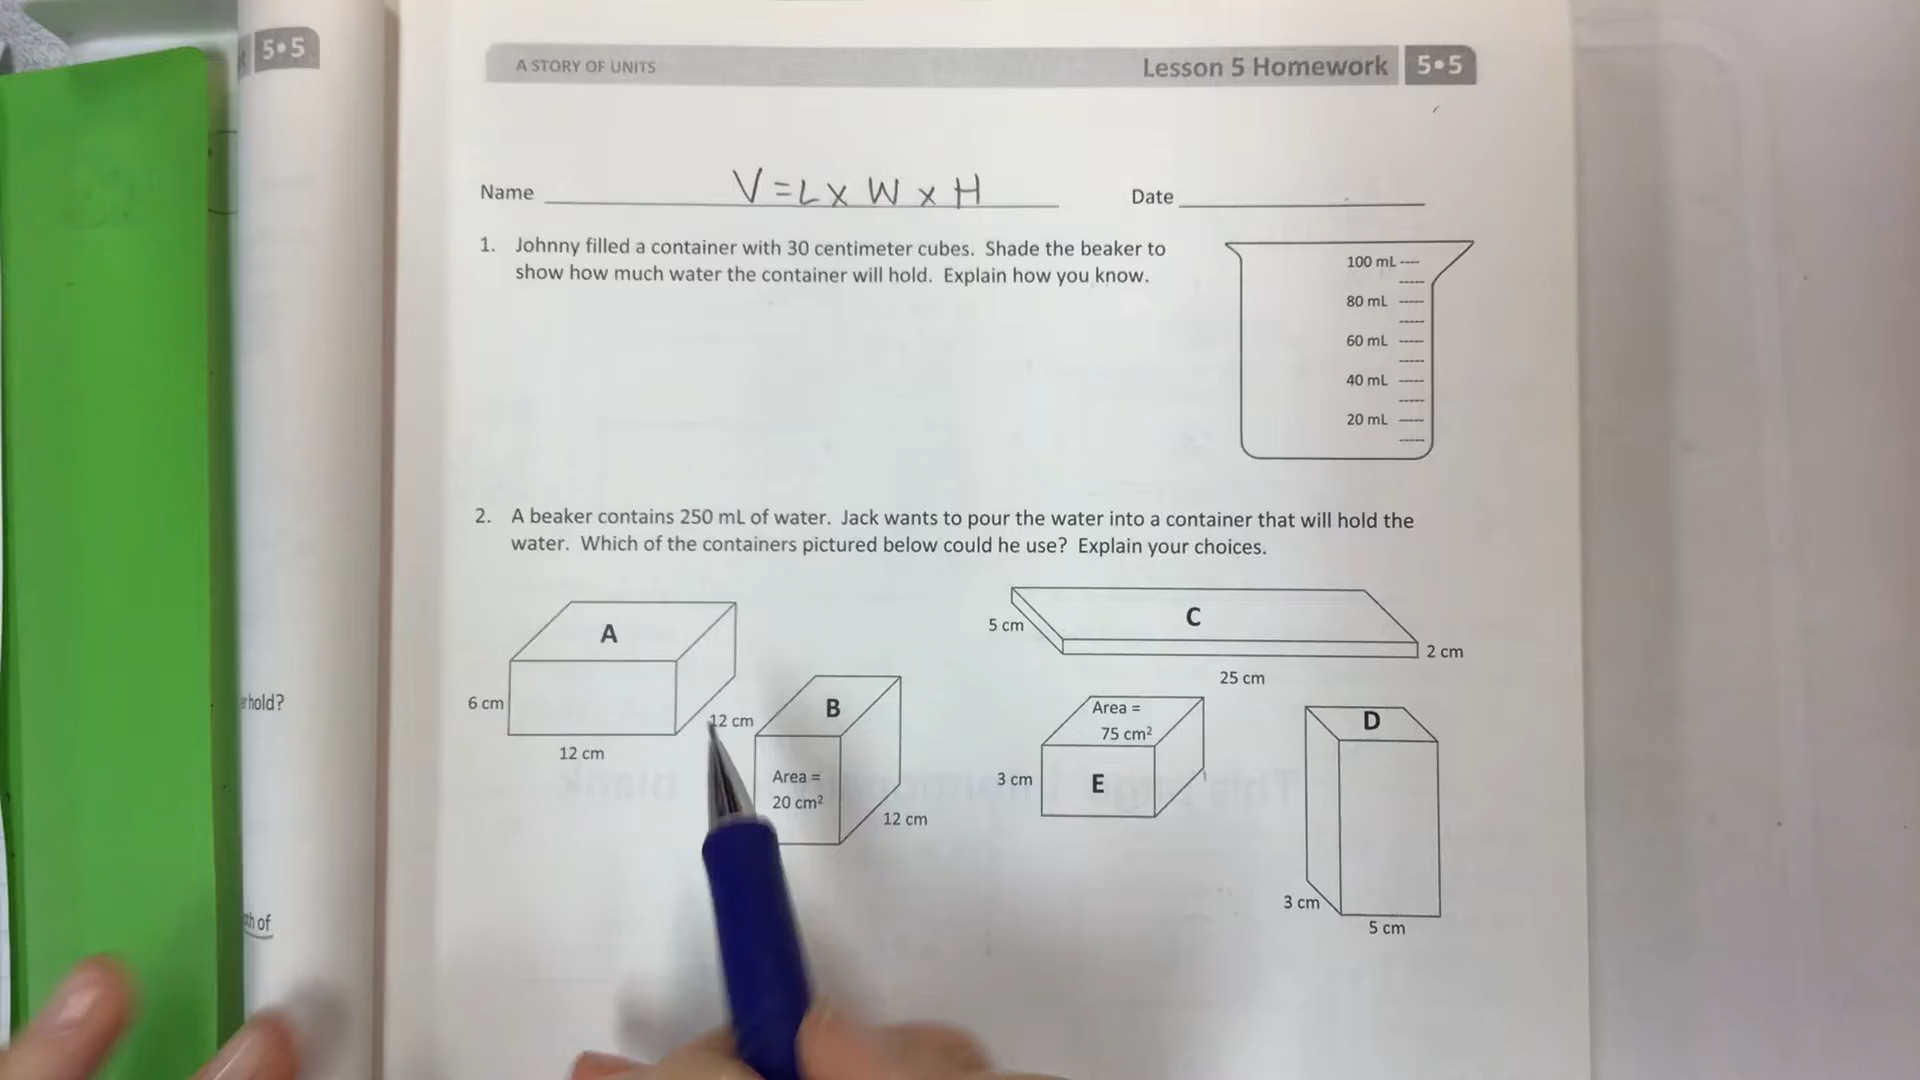 5•5
A STORY OF UNITS
Lesson 5 Homework 5•5
Name V = L x W x H Date
1. Johnny filled a container with 30 centimeter cubes. Shade the beaker to
show how much water the container will hold. Explain how you know.
100 mL
80 mL
60 mL
40 mL
20 mL
2. A beaker contains 250 mL of water. Jack wants to pour the water into a container that will hold the
water. Which of the containers pictured below could he use? Explain your choices.
A
6 cm
12 cm
12 cm
B
Area =
20 cm²
12 cm
C
5 cm
2 cm
25 cm
Area =
75 cm²
3 cm
E
D
3 cm
5 cm
hold?
of